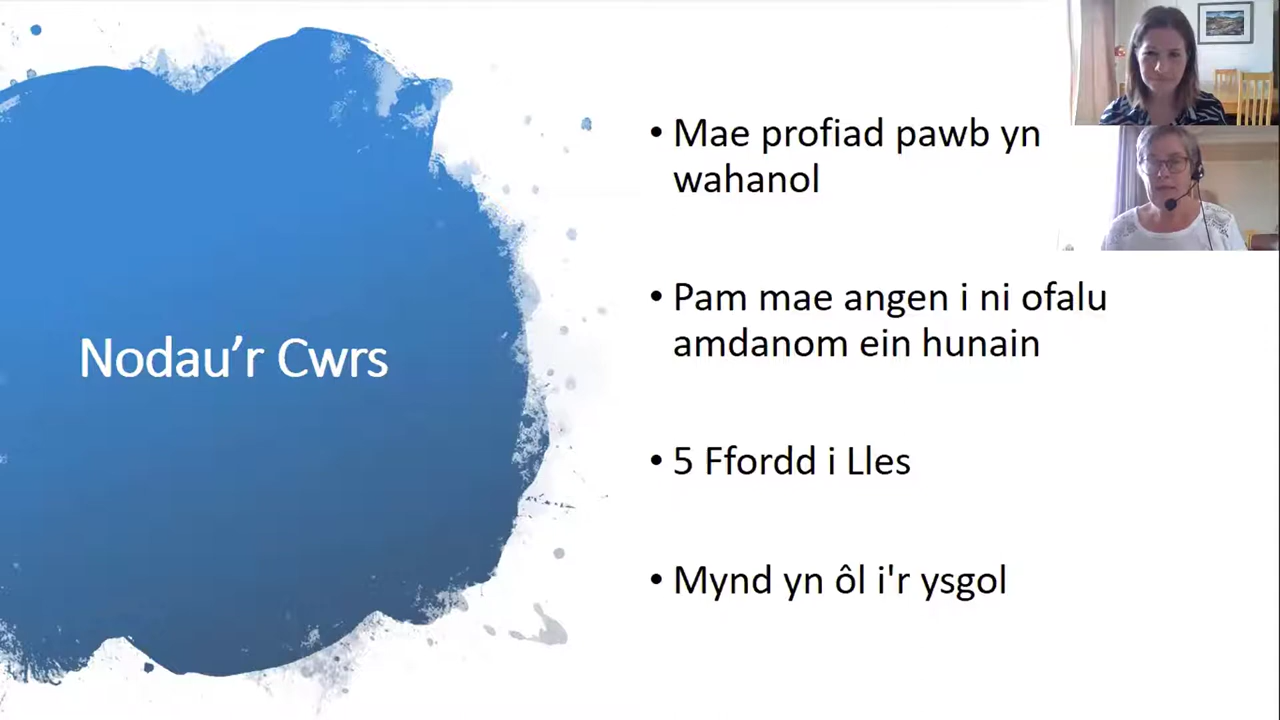 Nodau’r Cwrs
• Mae profiad pawb yn
wahanol
• Pam mae angen i ni ofalu
amdanom ein hunain
• 5 Ffordd i Lles
• Mynd yn ôl i'r ysgol